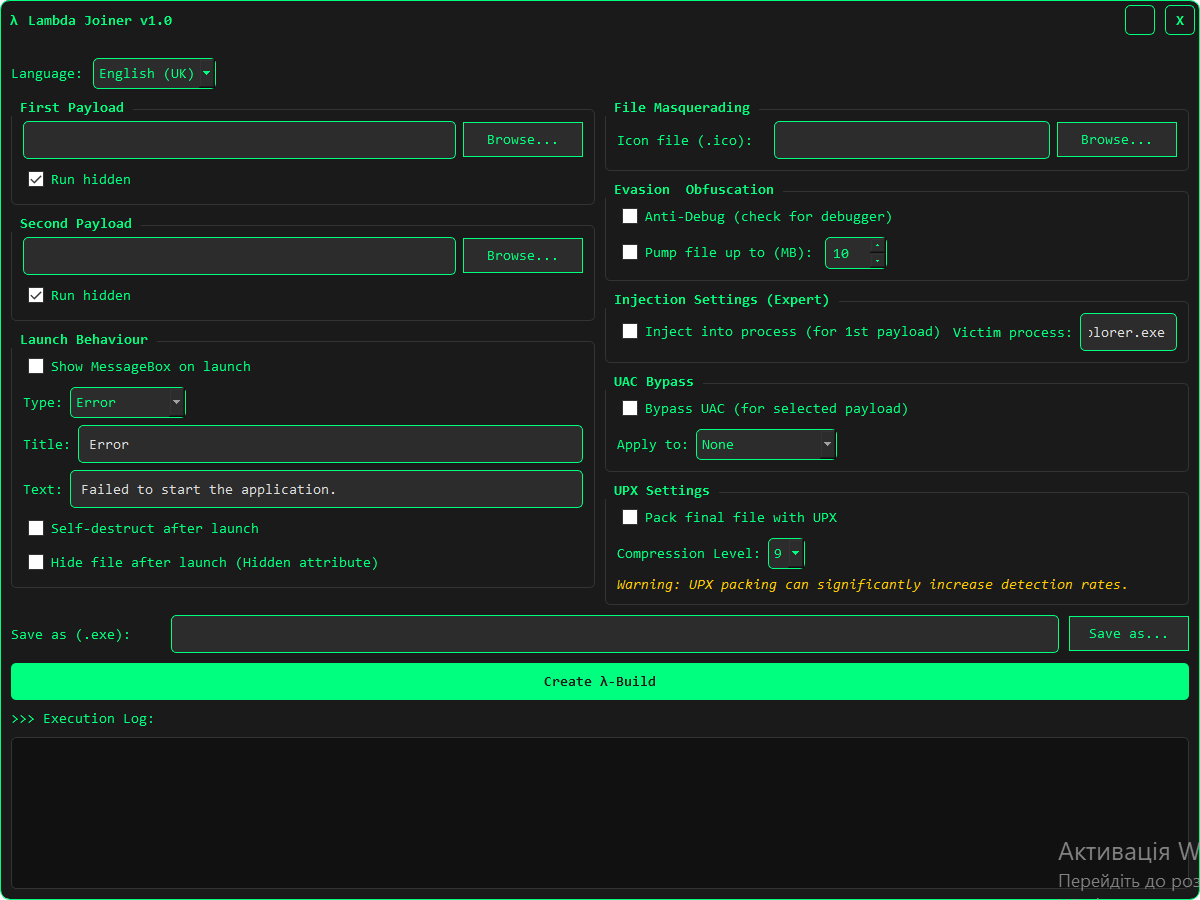 λ Lambda Joiner v1.0
X
Language: English (UK)
First Payload
Browse...
Run hidden
Second Payload
Browse...
Run hidden
Launch Behaviour
Show MessageBox on launch
Type: Error
Title: Error
Text: Failed to start the application.
Self-destruct after launch
Hide file after launch (Hidden attribute)
File Masquerading
Icon file (.ico): Browse...
Evasion Obfuscation
Anti-Debug (check for debugger)
Pump file up to (MB): 10
Injection Settings (Expert)
Inject into process (for 1st payload) Victim process: plorer.exe
UAC Bypass
Bypass UAC (for selected payload)
Apply to: None
UPX Settings
Pack final file with UPX
Compression Level: 9
Warning: UPX packing can significantly increase detection rates.
Save as (.exe): Save as...
Create λ-Build
>>> Execution Log:
Активація W
Перейдіть до роз